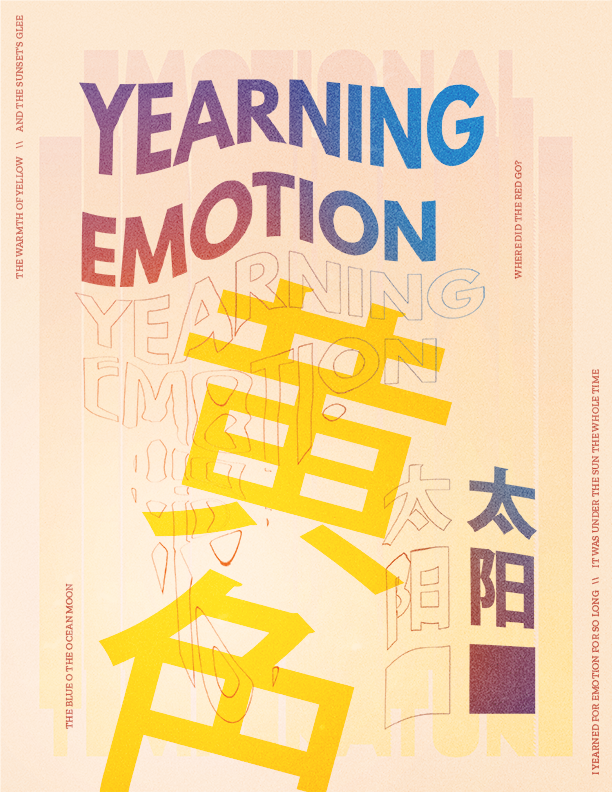 THE WARMTH OF YELLOW \\ AND THE SUNSET'S GLEE
EMOTIONAL
YEARNING
EMOTION
WHERE DID THE RED GO?
YEARNING
EMOTION
黄色
太阳
太阳
THE BLUE O THE OCEAN MOON
I YEARNED FOR EMOTION FOR SO LONG \\ IT WAS UNDER THE SUN THE WHOLE TIME